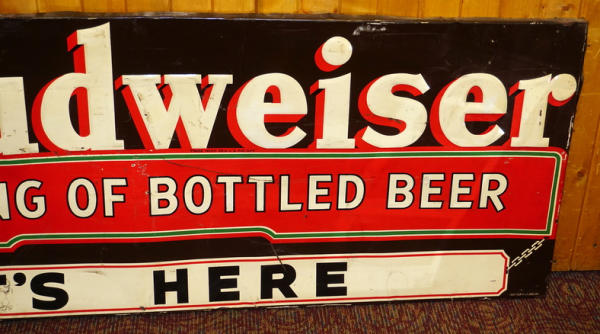 udweiser
NG OF BOTTLED BEER
'S HERE